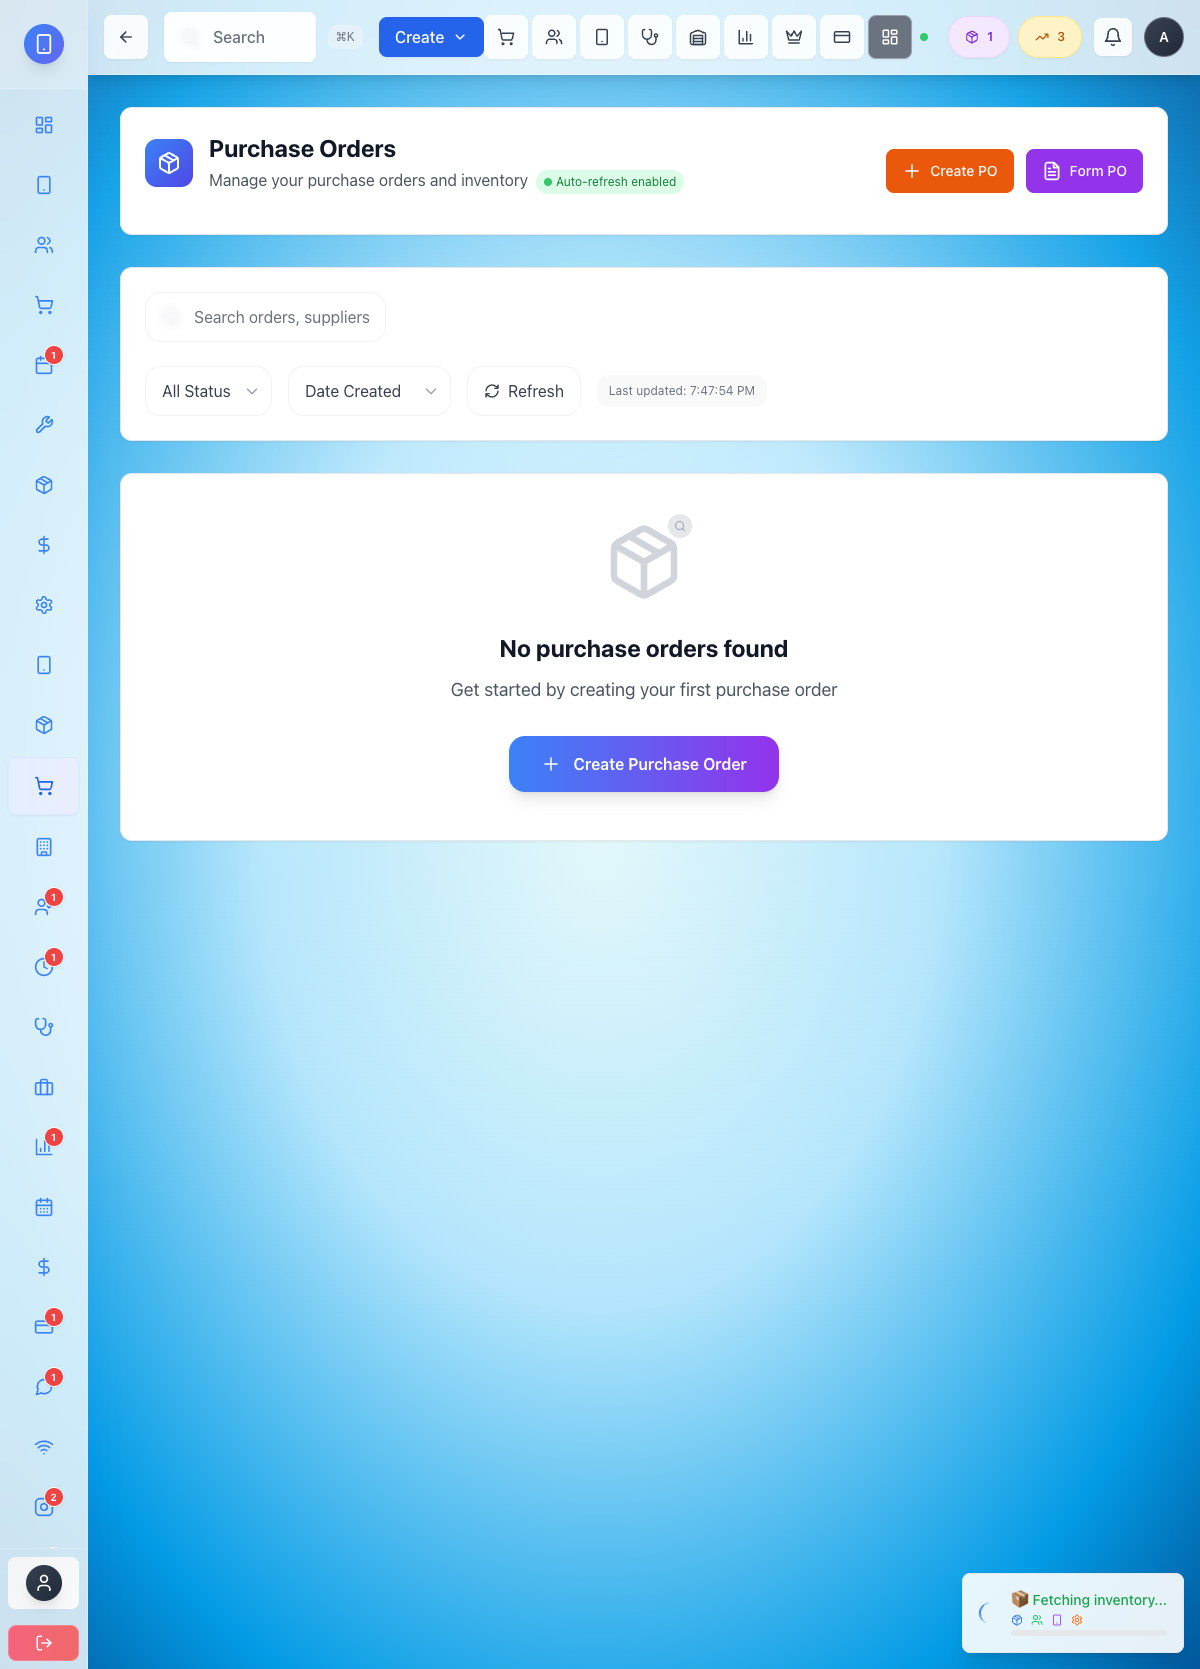 Search
⌘K
Create
1
3
A
Purchase Orders
Manage your purchase orders and inventory
Auto-refresh enabled
Create PO
Form PO
Search orders, suppliers
All Status
Date Created
Refresh
Last updated: 7:47:54 PM
No purchase orders found
Get started by creating your first purchase order
Create Purchase Order
1
1
1
1
1
1
2
Fetching inventory...